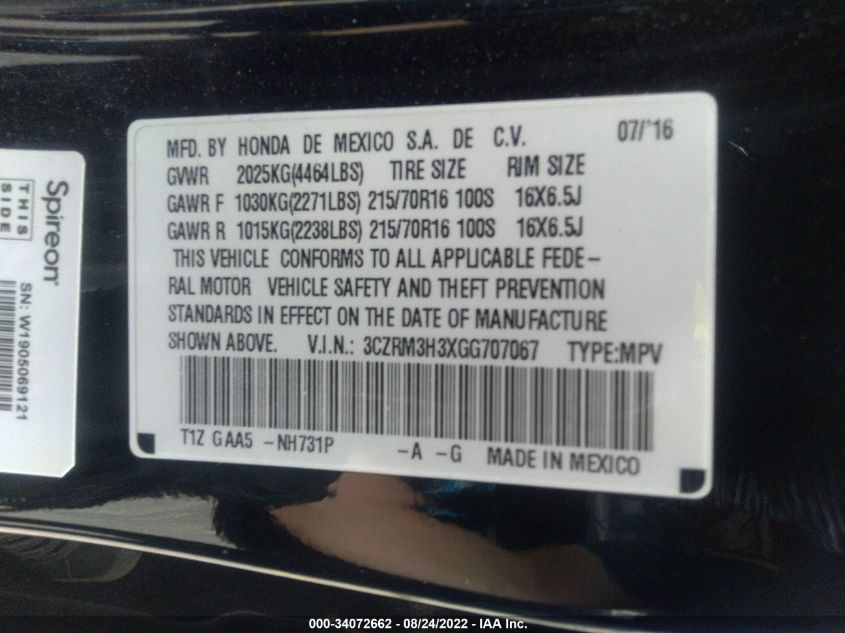 MFD. BY HONDA DE MEXICO S.A. DE C.V. 07/'16
GVWR 2025KG(4464LBS) TIRE SIZE RIM SIZE
GAWR F 1030KG(2271LBS) 215/70R16 100S 16X6.5J
GAWR R 1015KG(2238LBS) 215/70R16 100S 16X6.5J
THIS VEHICLE CONFORMS TO ALL APPLICABLE FEDE-
RAL MOTOR VEHICLE SAFETY AND THEFT PREVENTION
STANDARDS IN EFFECT ON THE DATE OF MANUFACTURE
SHOWN ABOVE. V.I.N.: 3CZRM3H3XGG707067 TYPE:MPV
T1Z GAA5 -NH731P -A -G MADE IN MEXICO
Spireon
THIS
SIDE
SN: W1905069121
000-34072662 - 08/24/2022 - IAA Inc.